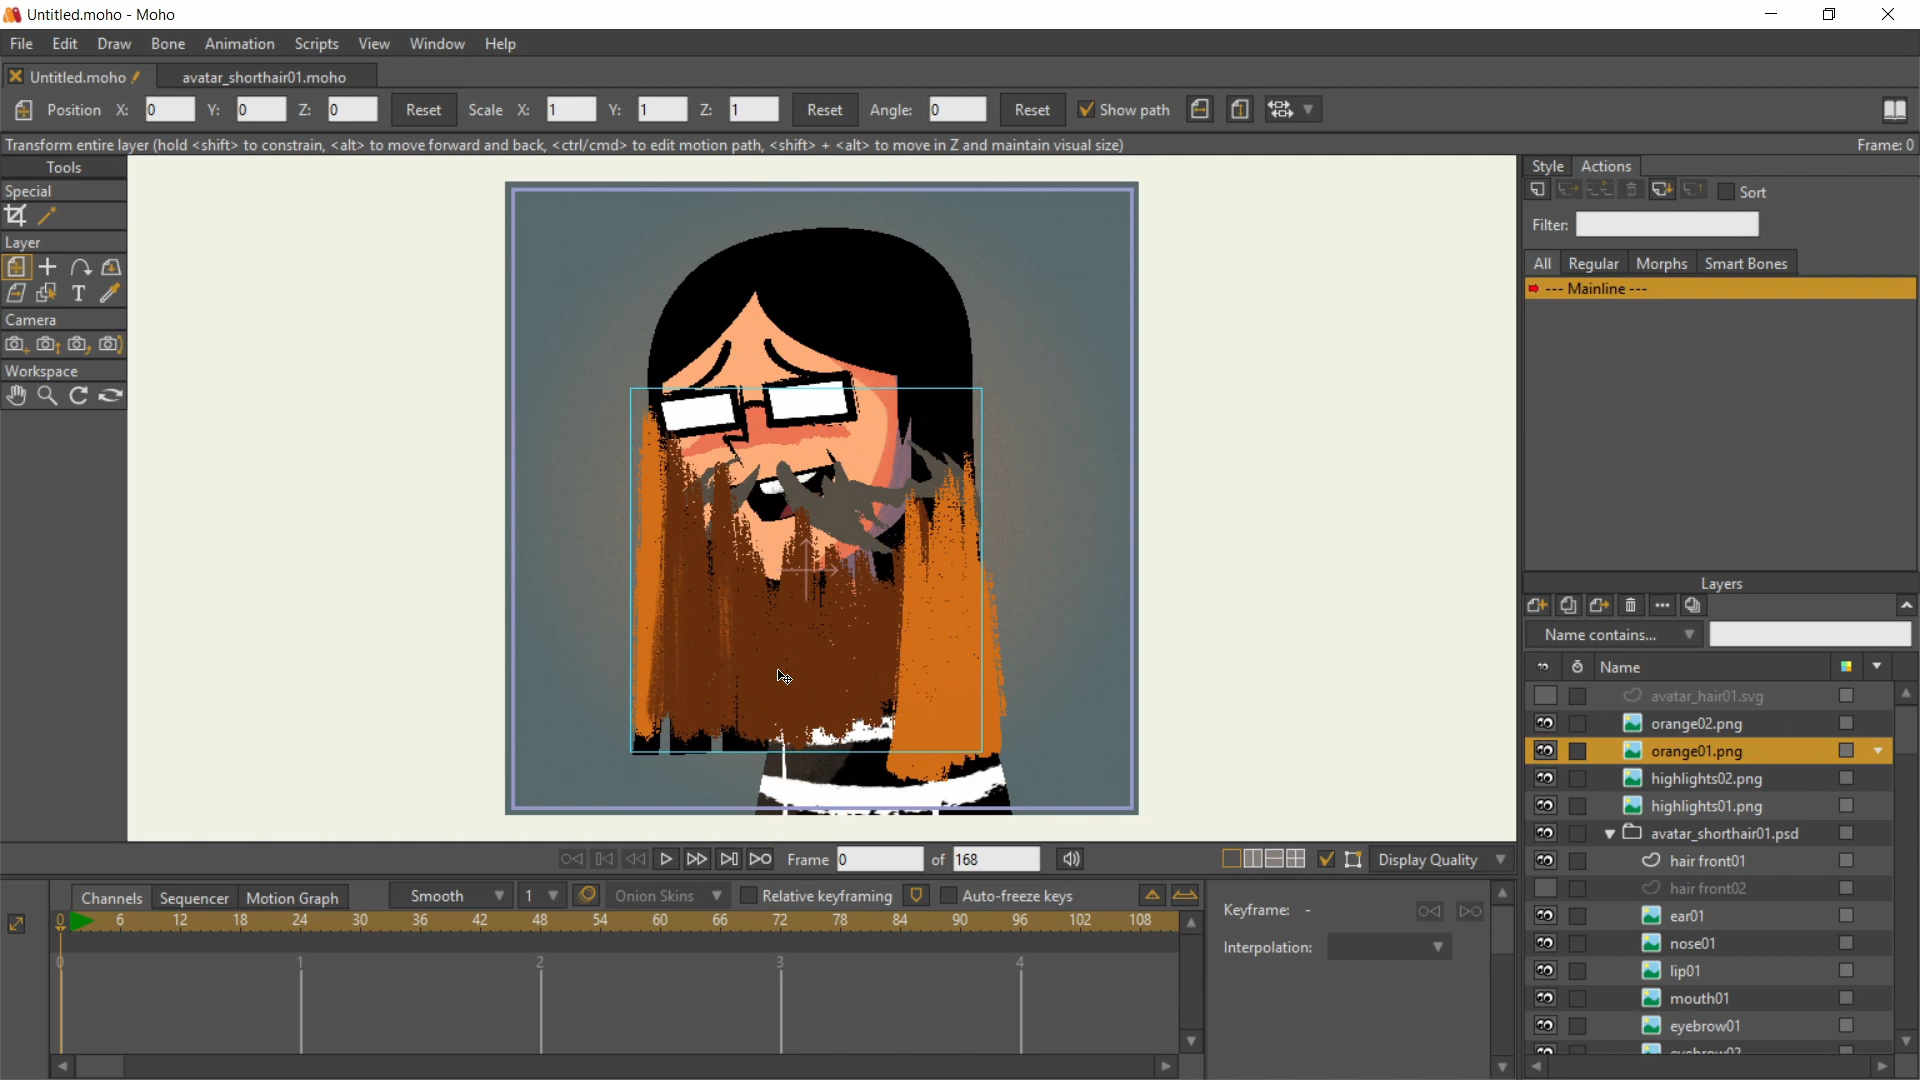 Untitled.moho - Moho
File Edit Draw Bone Animation Scripts View Window Help
Untitled.moho avatar_shorthair01.moho
Position X: 0 Y: 0 Z: 0 Reset Scale X: 1 Y: 1 Z: 1 Reset Angle: 0 Reset Show path
Transform entire layer (hold <shift> to constrain, <alt> to move forward and back, <ctrl/cmd> to edit motion path, <shift> + <alt> to move in Z and maintain visual size) Frame: 0
Tools
Special
Layer
T
Camera
Workspace
Style Actions
Sort
Filter:
All Regular Morphs Smart Bones
--- Mainline ---
Layers
Name contains...
Name
avatar_hair01.svg
orange02.png
orange01.png
highlights02.png
highlights01.png
avatar_shorthair01.psd
hair front01
hair front02
ear01
nose01
lip01
mouth01
eyebrow01
eyebrow02
Frame 0 of 168 Display Quality
Channels Sequencer Motion Graph Smooth 1 Onion Skins Relative keyframing Auto-freeze keys
0 6 12 18 24 30 36 42 48 54 60 66 72 78 84 90 96 102 108
0 1 2 3 4
Keyframe: -
Interpolation: